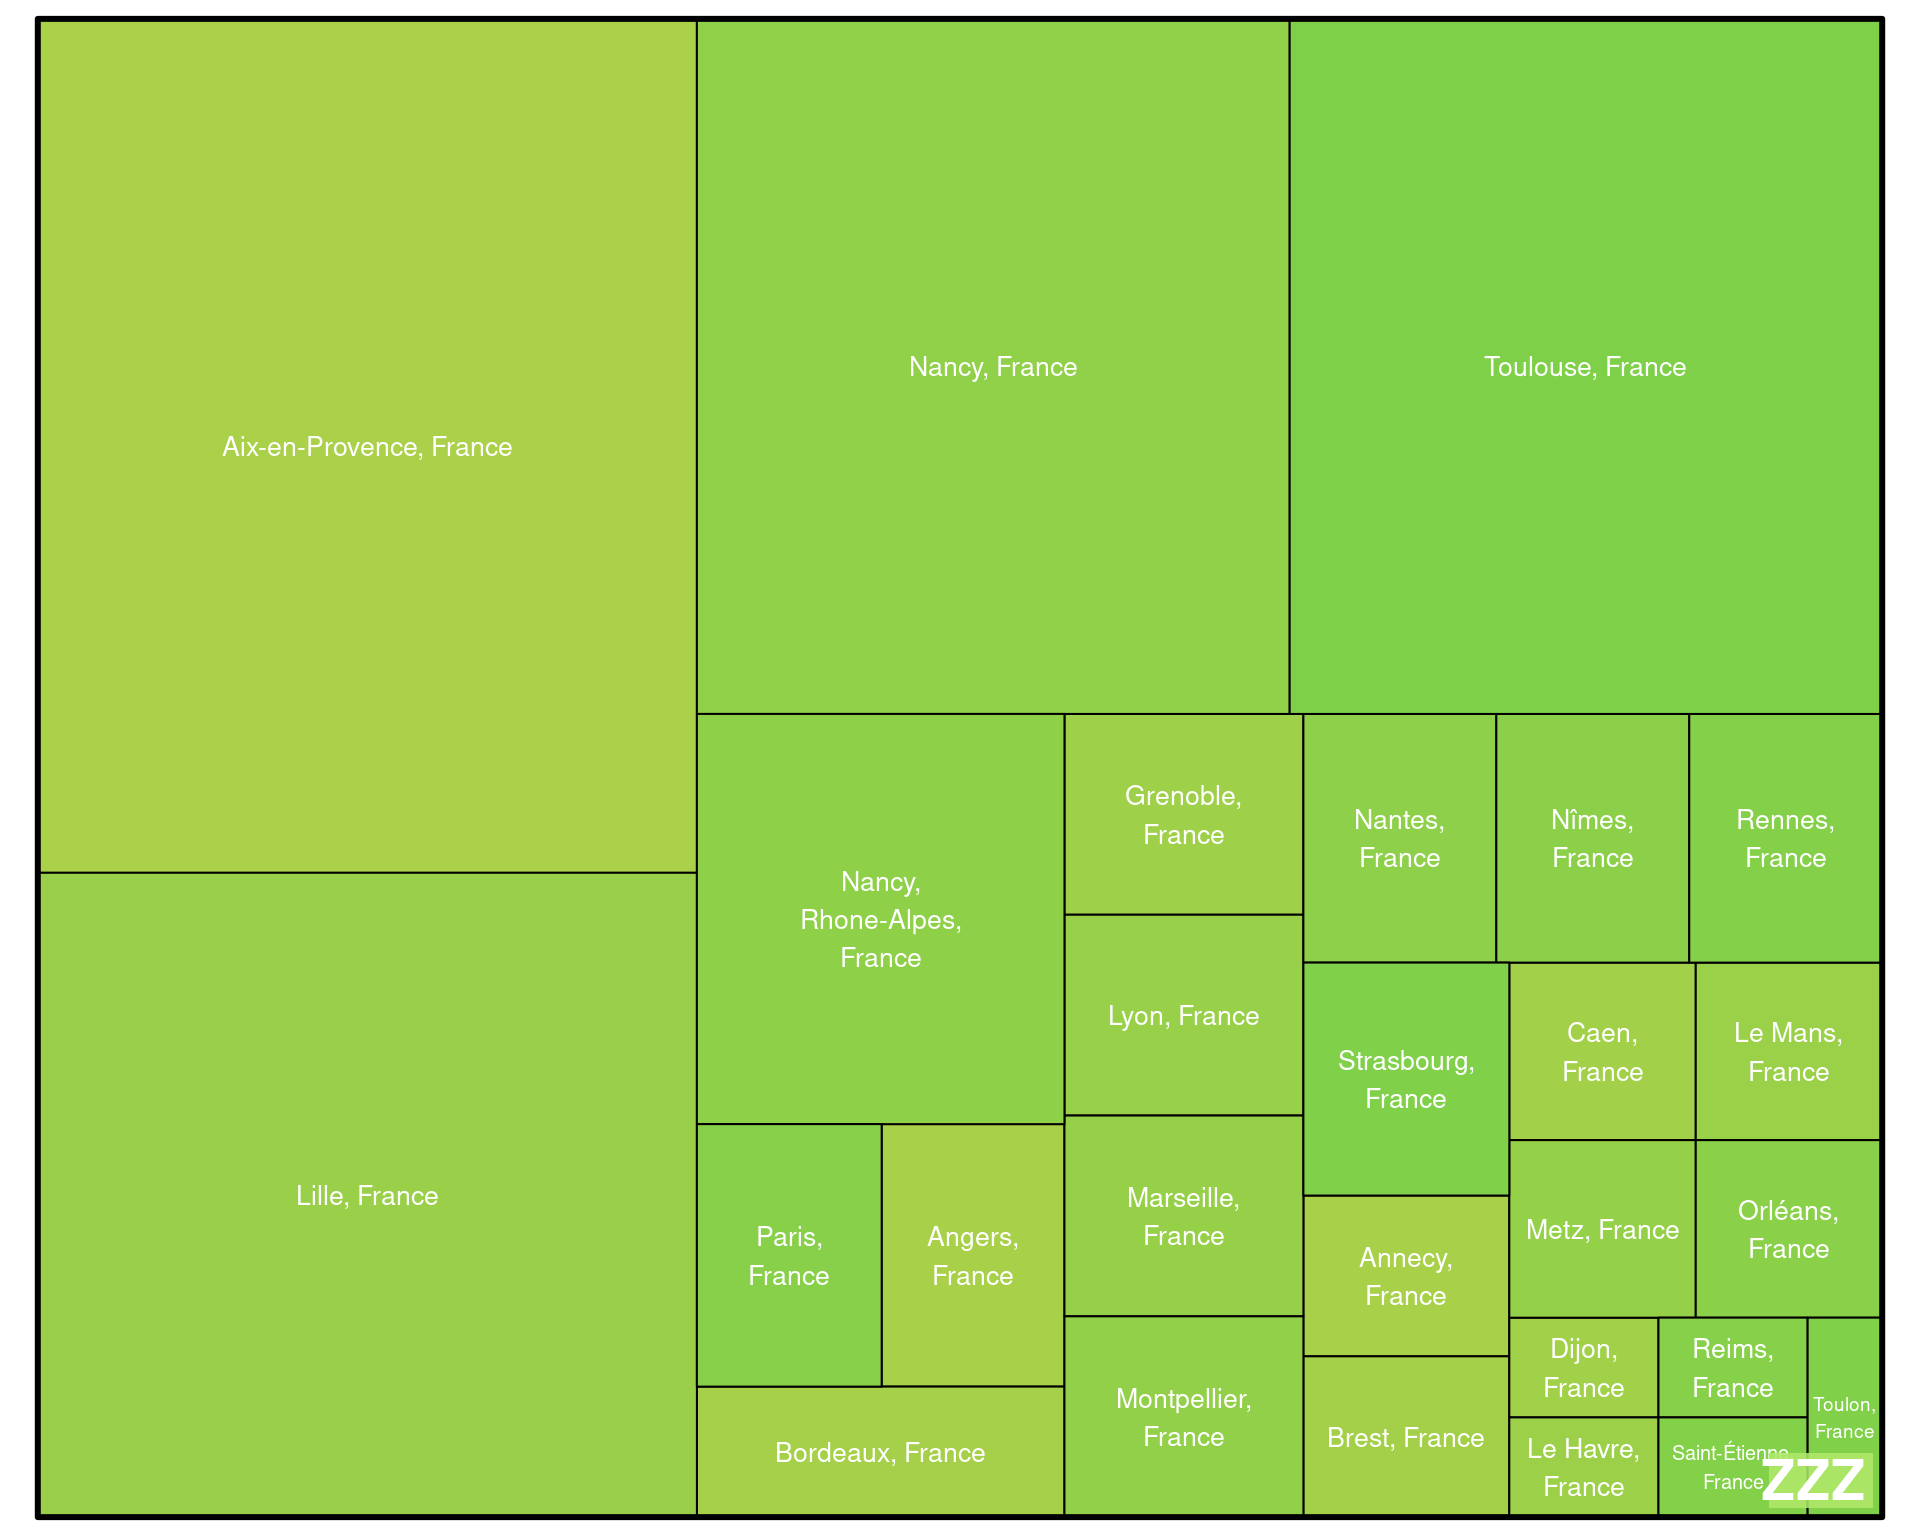 Aix-en-Provence, France
Lille, France
Nancy, France
Toulouse, France
Nancy,
Rhone-Alpes,
France
Paris,
France
Angers,
France
Bordeaux, France
Grenoble,
France
Lyon, France
Marseille,
France
Montpellier,
France
Nantes,
France
Nîmes,
France
Rennes,
France
Strasbourg,
France
Annecy,
France
Brest, France
Caen,
France
Le Mans,
France
Metz, France
Orléans,
France
Dijon,
France
Le Havre,
France
Reims,
France
Saint-Étienne,
France
Toulon,
France
ZZZ